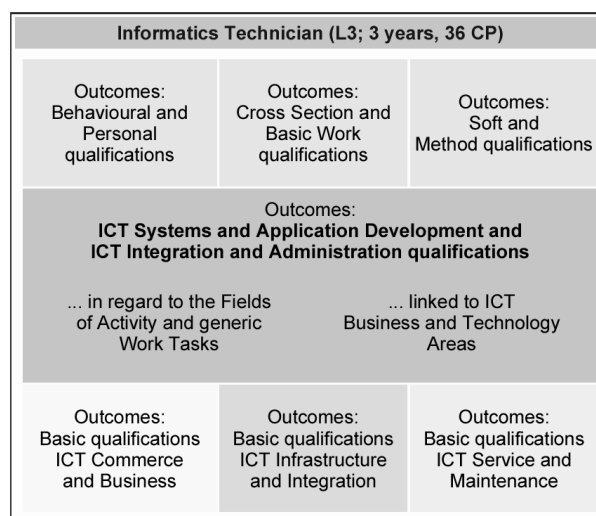 Informatics Technician (L3; 3 years, 36 CP)
Outcomes:
Behavioural and
Personal
qualifications
Outcomes:
Cross Section and
Basic Work
qualifications
Outcomes:
Soft and
Method qualifications
Outcomes:
ICT Systems and Application Development and
ICT Integration and Administration qualifications
... in regard to the Fields
of Activity and generic
Work Tasks
... linked to ICT
Business and Technology
Areas
Outcomes:
Basic qualifications
ICT Commerce
and Business
Outcomes:
Basic qualifications
ICT Infrastructure
and Integration
Outcomes:
Basic qualifications
ICT Service and
Maintenance